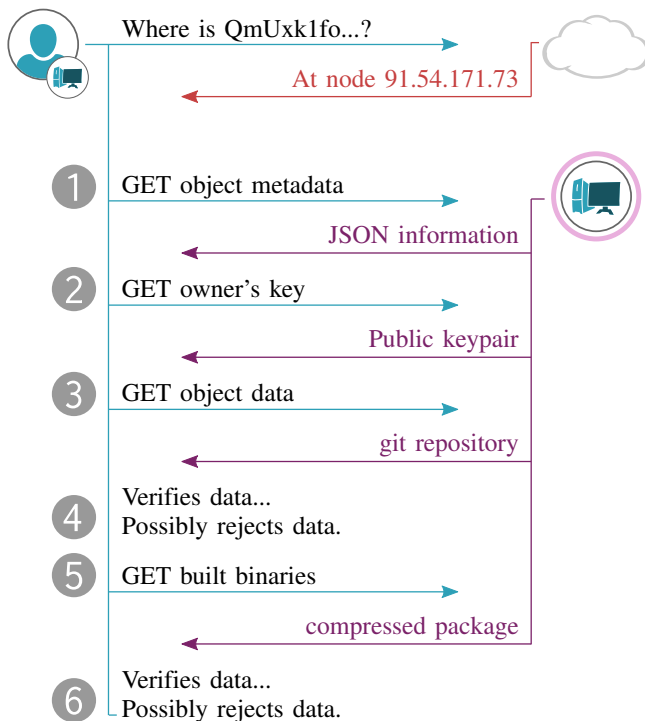 Where is QmUxk1fo...?
At node 91.54.171.73
1
GET object metadata
JSON information
2
GET owner's key
Public keypair
3
GET object data
git repository
4
Verifies data...
Possibly rejects data.
5
GET built binaries
compressed package
6
Verifies data...
Possibly rejects data.